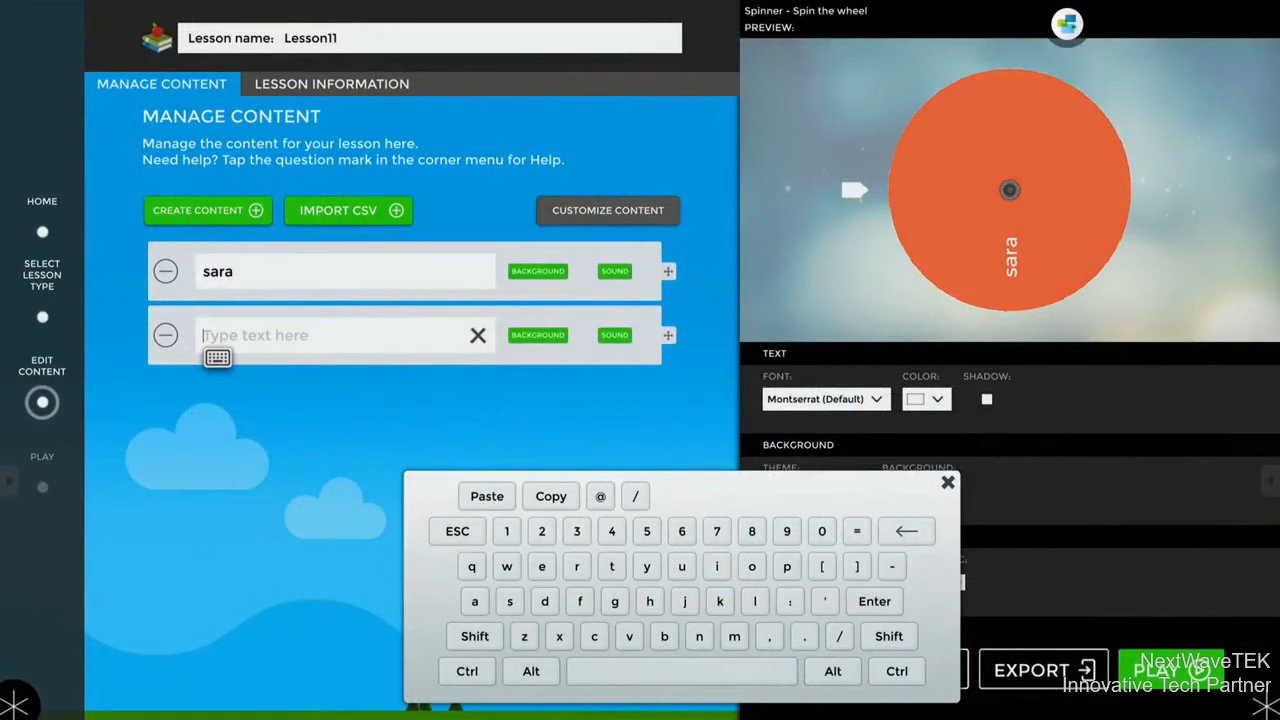 Spinner - Spin the wheel
PREVIEW:
Lesson name: Lesson11
MANAGE CONTENT
LESSON INFORMATION
MANAGE CONTENT
Manage the content for your lesson here.
Need help? Tap the question mark in the corner menu for Help.
CREATE CONTENT
IMPORT CSV
CUSTOMIZE CONTENT
HOME
SELECT
LESSON
TYPE
EDIT
CONTENT
PLAY
sara
BACKGROUND
SOUND
Type text here
BACKGROUND
SOUND
sara
TEXT
FONT:
COLOR:
SHADOW:
Montserrat (Default)
BACKGROUND
THEME:
BACKGROUND:
Paste Copy @ /
ESC 1 2 3 4 5 6 7 8 9 0 =
q w e r t y u i o p [ ] -
a s d f g h j k l : ' Enter
Shift z x c v b n m , . / Shift
Ctrl Alt Alt Ctrl
EXPORT
PLAY
NextWaveTEK
Innovative Tech Partner